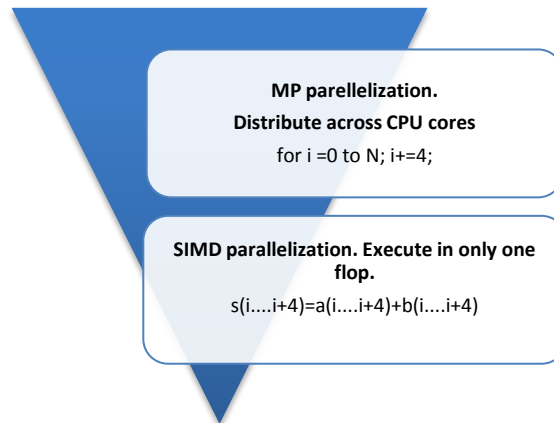 MP parellelization.
Distribute across CPU cores
for i =0 to N; i+=4;
SIMD parallelization. Execute in only one
flop.
s(i....i+4)=a(i....i+4)+b(i....i+4)